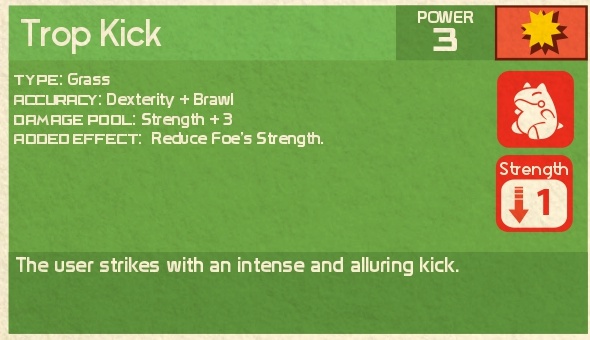 Trop Kick
POWER
3
TYPE: Grass
ACCURACY: Dexterity + Brawl
DAMAGE POOL: Strength + 3
ADDED EFFECT: Reduce Foe's Strength.
Strength
1
The user strikes with an intense and alluring kick.